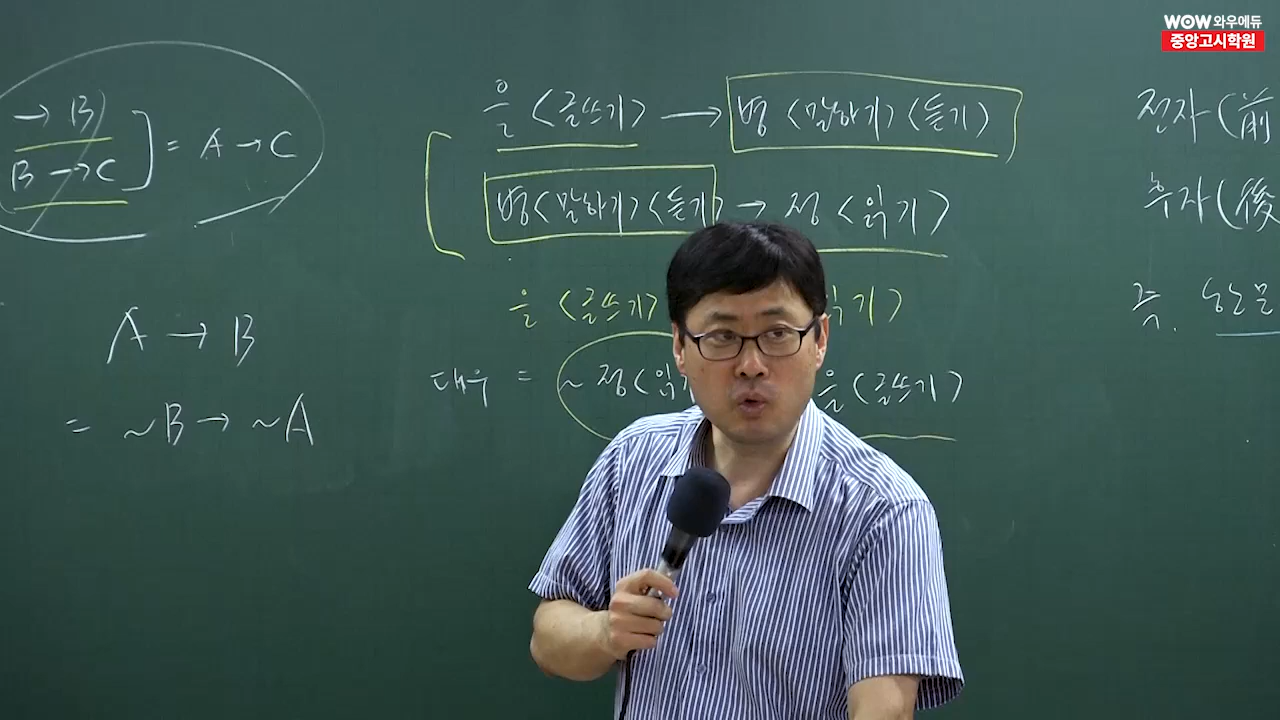 WOW 와우에듀
중앙고시학원
→ B
B → C ] = A → C
A → B
= ~B → ~A
을 <글쓰기> → 병 <말하기> <듣기>
병<말하기> <듣기> → 정 <읽기>
을 <글쓰기> 읽기>
대우 = ~정<읽기 을 <글쓰기>
전자 (前
후자 (後